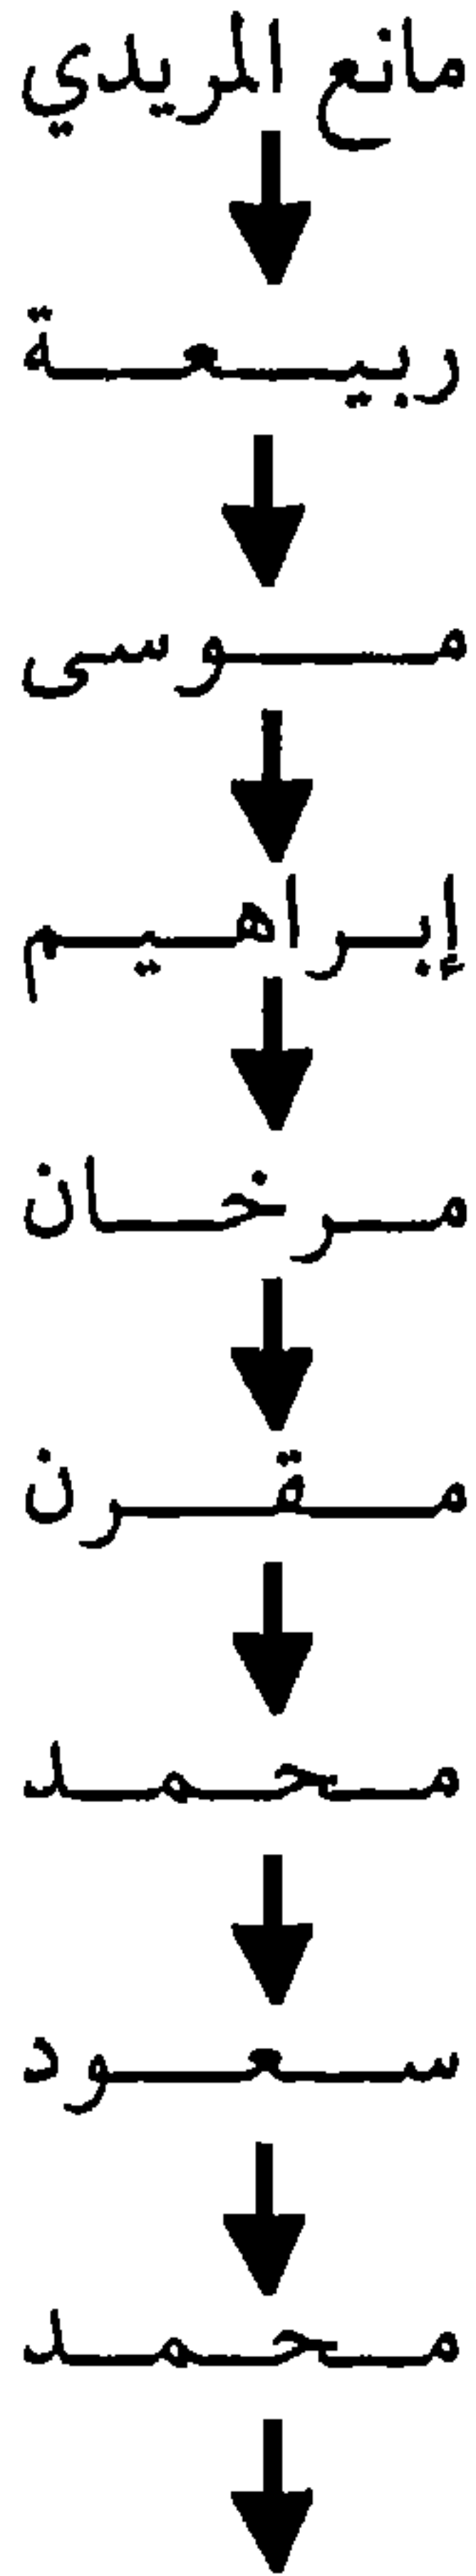 مانع المريدي
ربيعة
موسى
إبراهيم
مرخان
مقرن
محمد
سعود
محمد